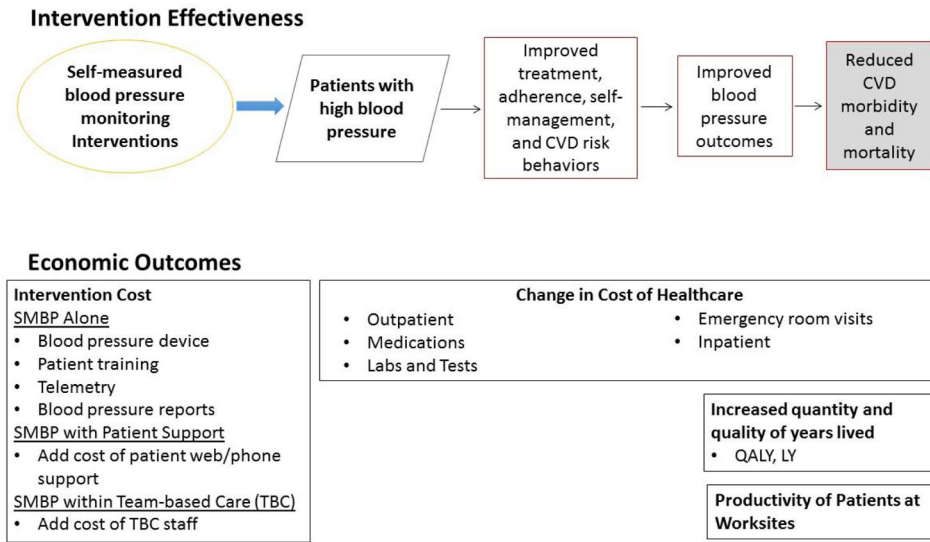 Intervention Effectiveness
Self-measured
blood pressure
monitoring
Interventions
Patients with
high blood
pressure
Improved
treatment,
adherence, self-
management,
and CVD risk
behaviors
Improved
blood
pressure
outcomes
Reduced
CVD
morbidity
and
mortality
Economic Outcomes
Intervention Cost
SMBP Alone
• Blood pressure device
• Patient training
• Telemetry
• Blood pressure reports
SMBP with Patient Support
• Add cost of patient web/phone
support
SMBP within Team-based Care (TBC)
• Add cost of TBC staff
Change in Cost of Healthcare
• Outpatient
• Medications
• Labs and Tests
• Emergency room visits
• Inpatient
Increased quantity and
quality of years lived
• QALY, LY
Productivity of Patients at
Worksites